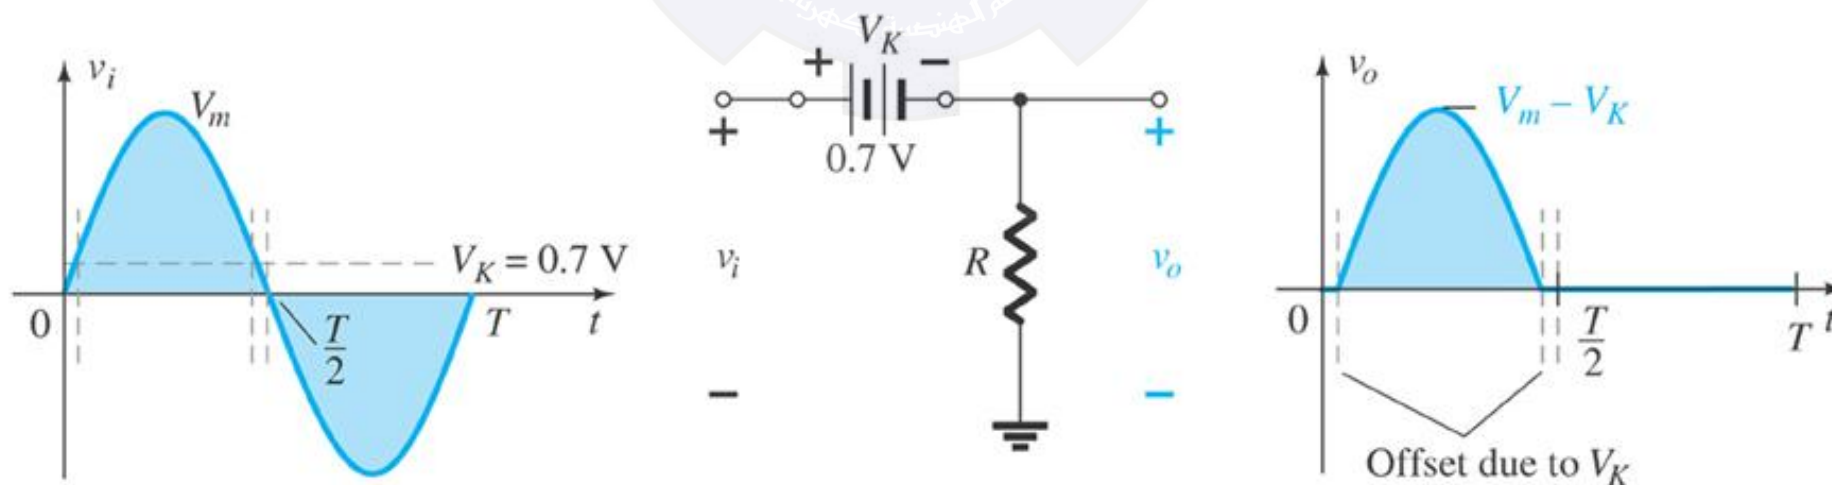 v_i
V_m
V_K = 0.7 V
0
T/2
T
t
V_K
+
−
+
0.7 V
+
v_i
R
v_o
−
−
v_o
V_m − V_K
0
T/2
T
t
Offset due to V_K